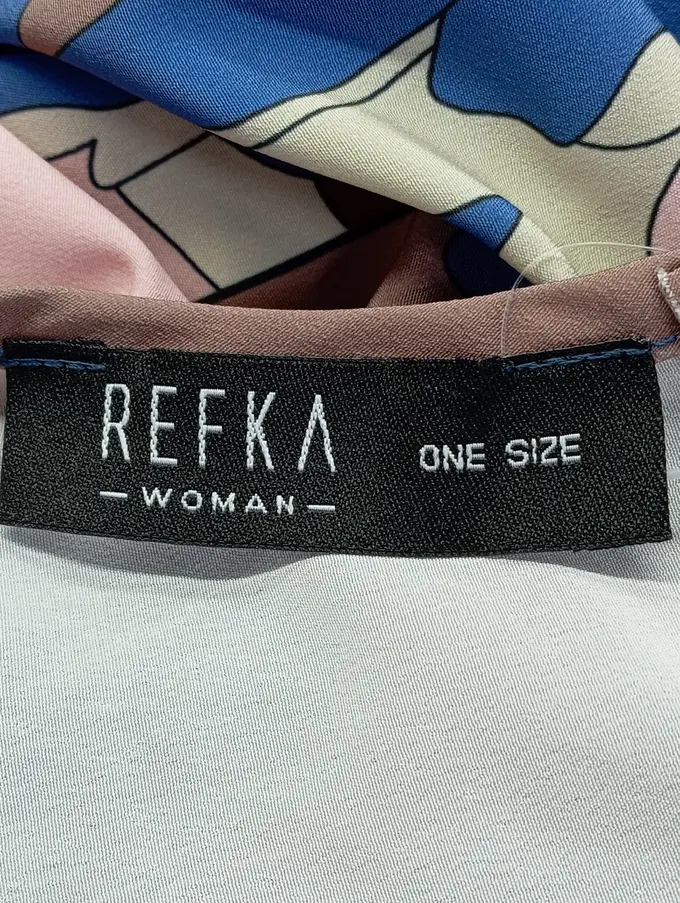 REFKA
— WOMAN —
ONE SIZE